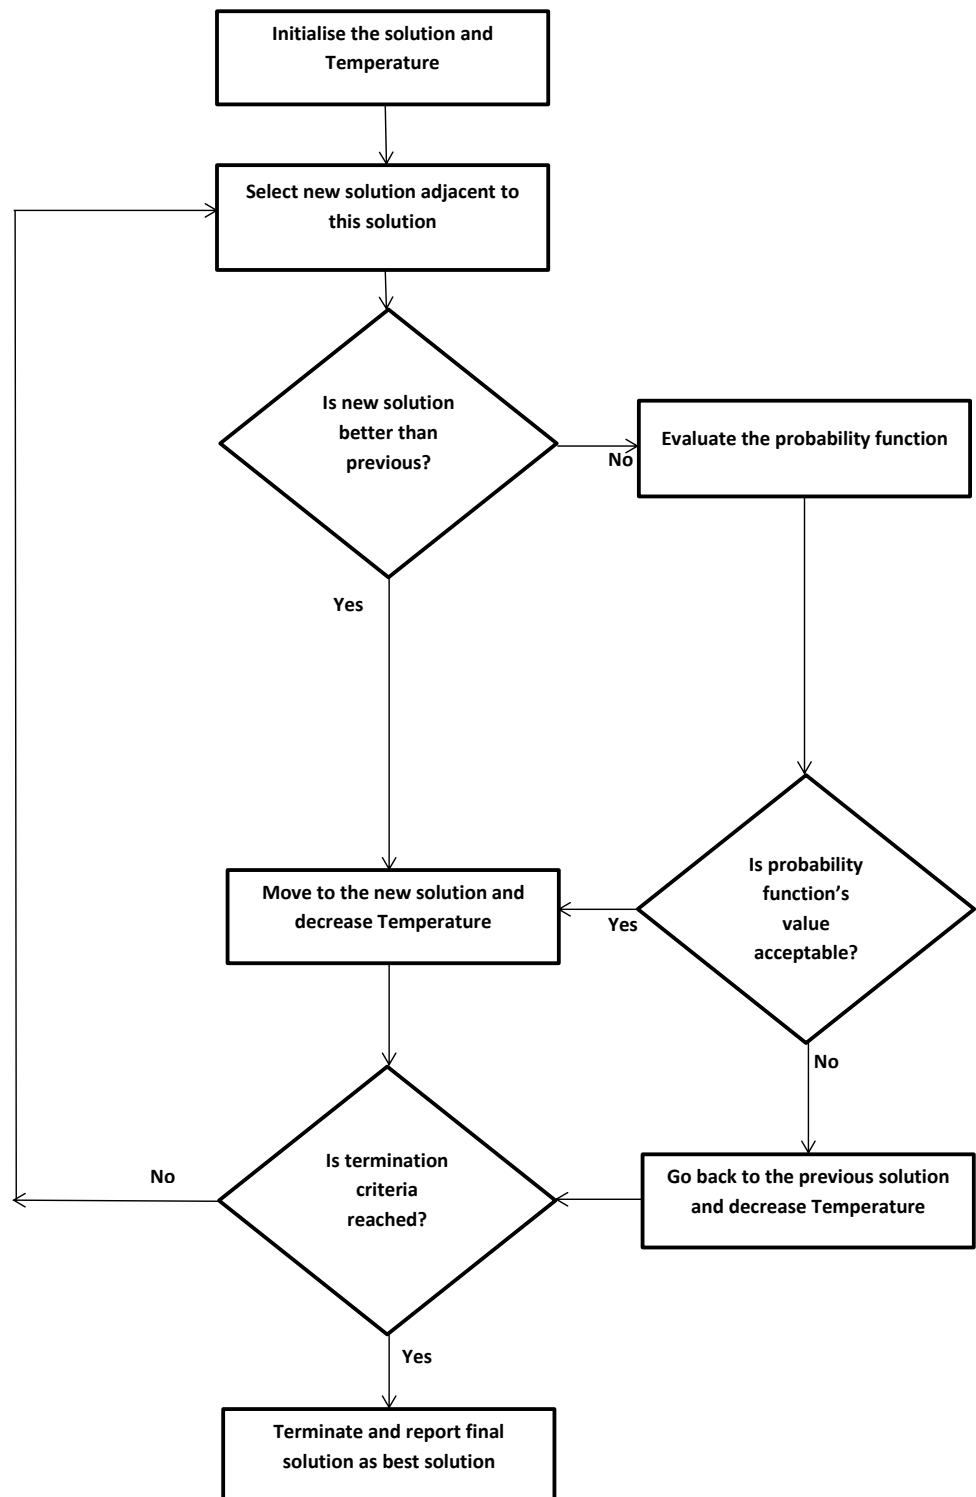 Initialise the solution and
Temperature
Select new solution adjacent to
this solution
Is new solution
better than
previous?
No
Evaluate the probability function
Yes
Is probability
function’s
value
acceptable?
Move to the new solution and
decrease Temperature
Yes
No
Is termination
criteria
reached?
No
Go back to the previous solution
and decrease Temperature
Yes
Terminate and report final
solution as best solution